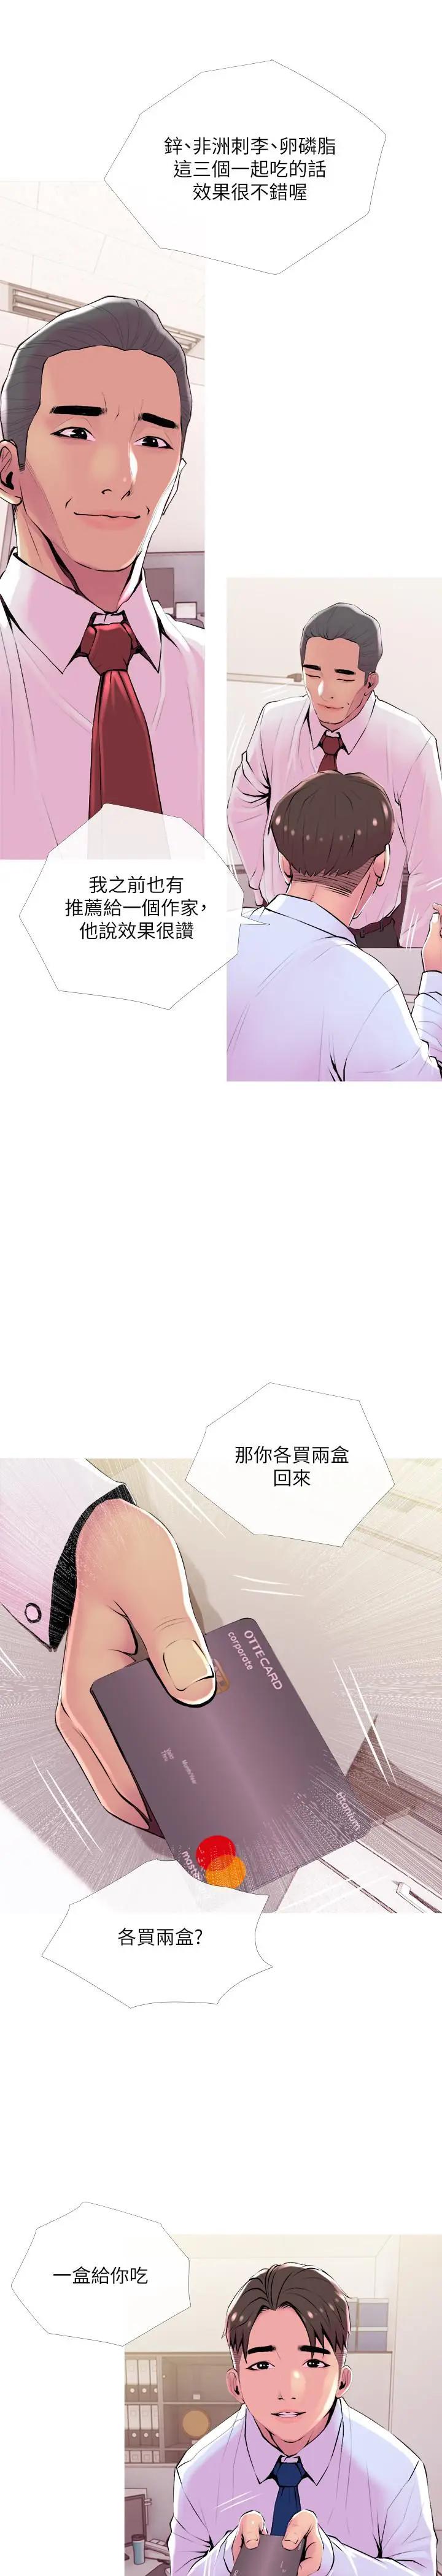 鋅、非洲刺李、卵磷脂
這三個一起吃的話
效果很不錯喔
我之前也有
推薦給一個作家,
他說效果很讚
那你各買兩盒
回來
OTTECARD
corporate
titanium
各買兩盒?
一盒給你吃